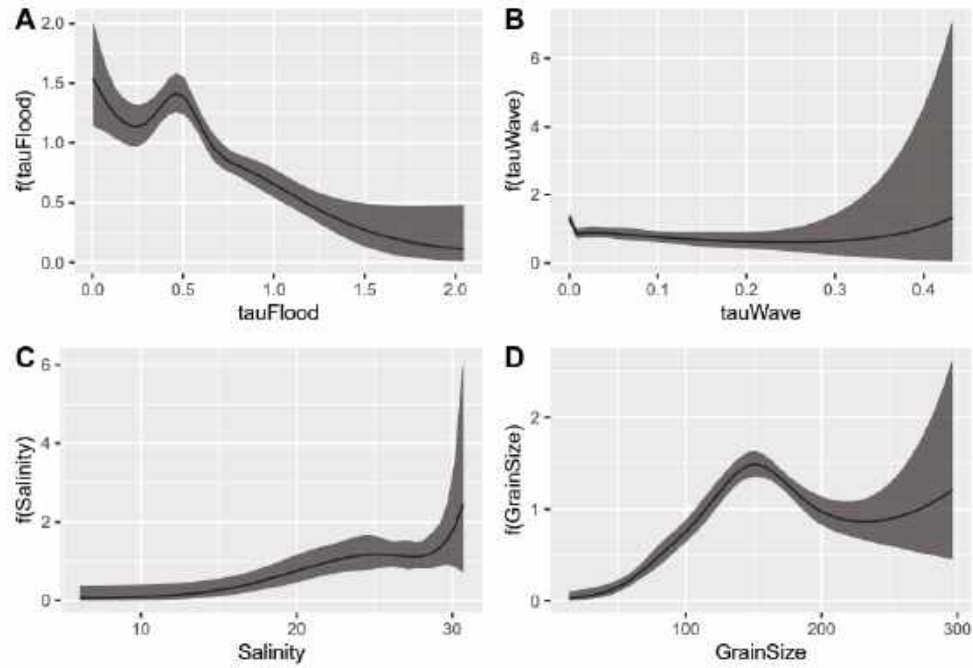 A
f(tauFlood)
2.0
1.5
1.0
0.5
0.0
0.0 0.5 1.0 1.5 2.0
tauFlood
B
f(tauWave)
6
4
2
0
0.0 0.1 0.2 0.3 0.4
tauWave
C
f(Salinity)
6
4
2
0
10 20 30
Salinity
D
f(GrainSize)
2
1
0
100 200 300
GrainSize